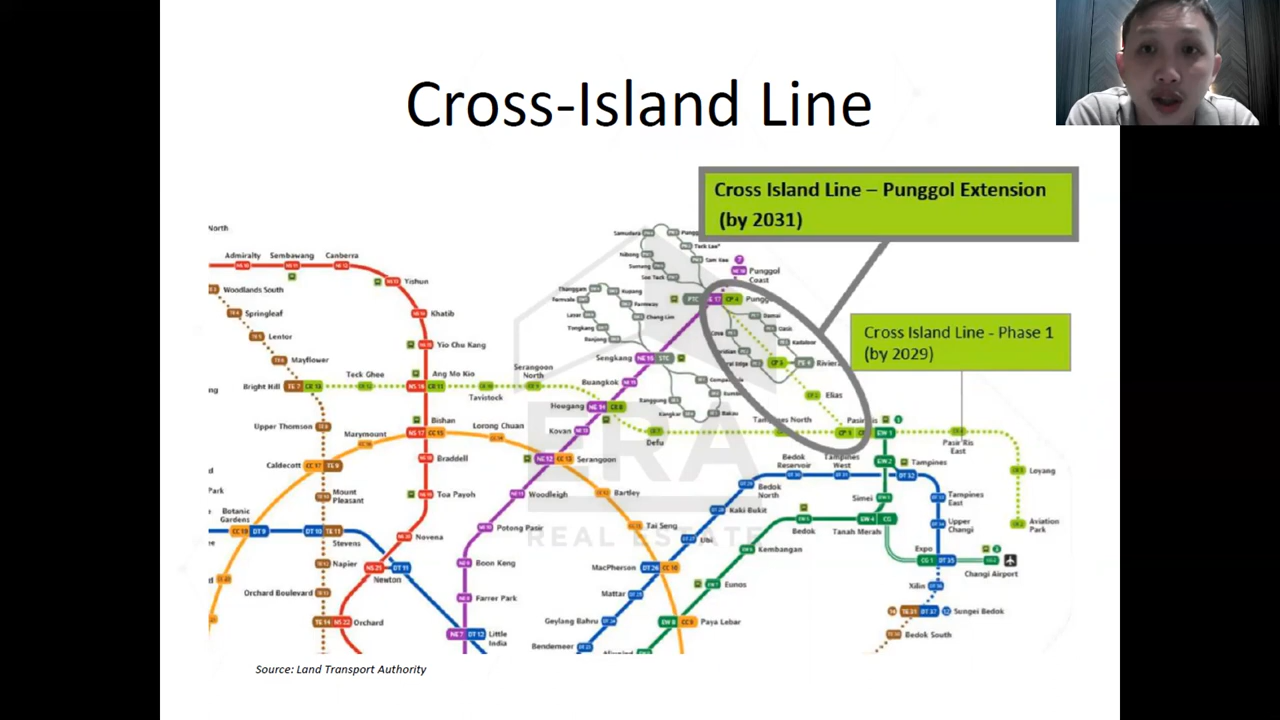 Cross-Island Line
Cross Island Line – Punggol Extension
(by 2031)
Cross Island Line - Phase 1
(by 2029)
North
Admiralty
Sembawang
Canberra
Yishun
Woodlands South
Springleaf
Khatib
Lentor
Yio Chu Kang
Mayflower
Bright Hill
Teck Ghee
Ang Mo Kio
Tavistock
Serangoon
North
Upper Thomson
Marymount
Bishan
Lorong Chuan
Caldecott
Braddell
Mount
Pleasant
Toa Payoh
Park
Botanic
Gardens
Stevens
Novena
Napier
Newton
Orchard Boulevard
Orchard
Punggol
Coast
Sengkang
Buangkok
Hougang
Kovan
Serangoon
Woodleigh
Potong Pasir
Boon Keng
Farrer Park
Little
India
Defu
Tampines North
Riviera
Elias
Pasir Ris
Pasir Ris
East
Loyang
Aviation
Park
Bartley
Tai Seng
MacPherson
Mattar
Geylang Bahru
Bendemeer
Paya Lebar
Eunos
Kembangan
Bedok
Tanah Merah
Simei
Tampines
Tampines
West
Bedok
Reservoir
Bedok
North
Kaki Bukit
Ubi
Tampines
East
Upper
Changi
Expo
Changi Airport
Xilin
Sungei Bedok
Bedok South
ERA
REAL ESTATE
Source: Land Transport Authority